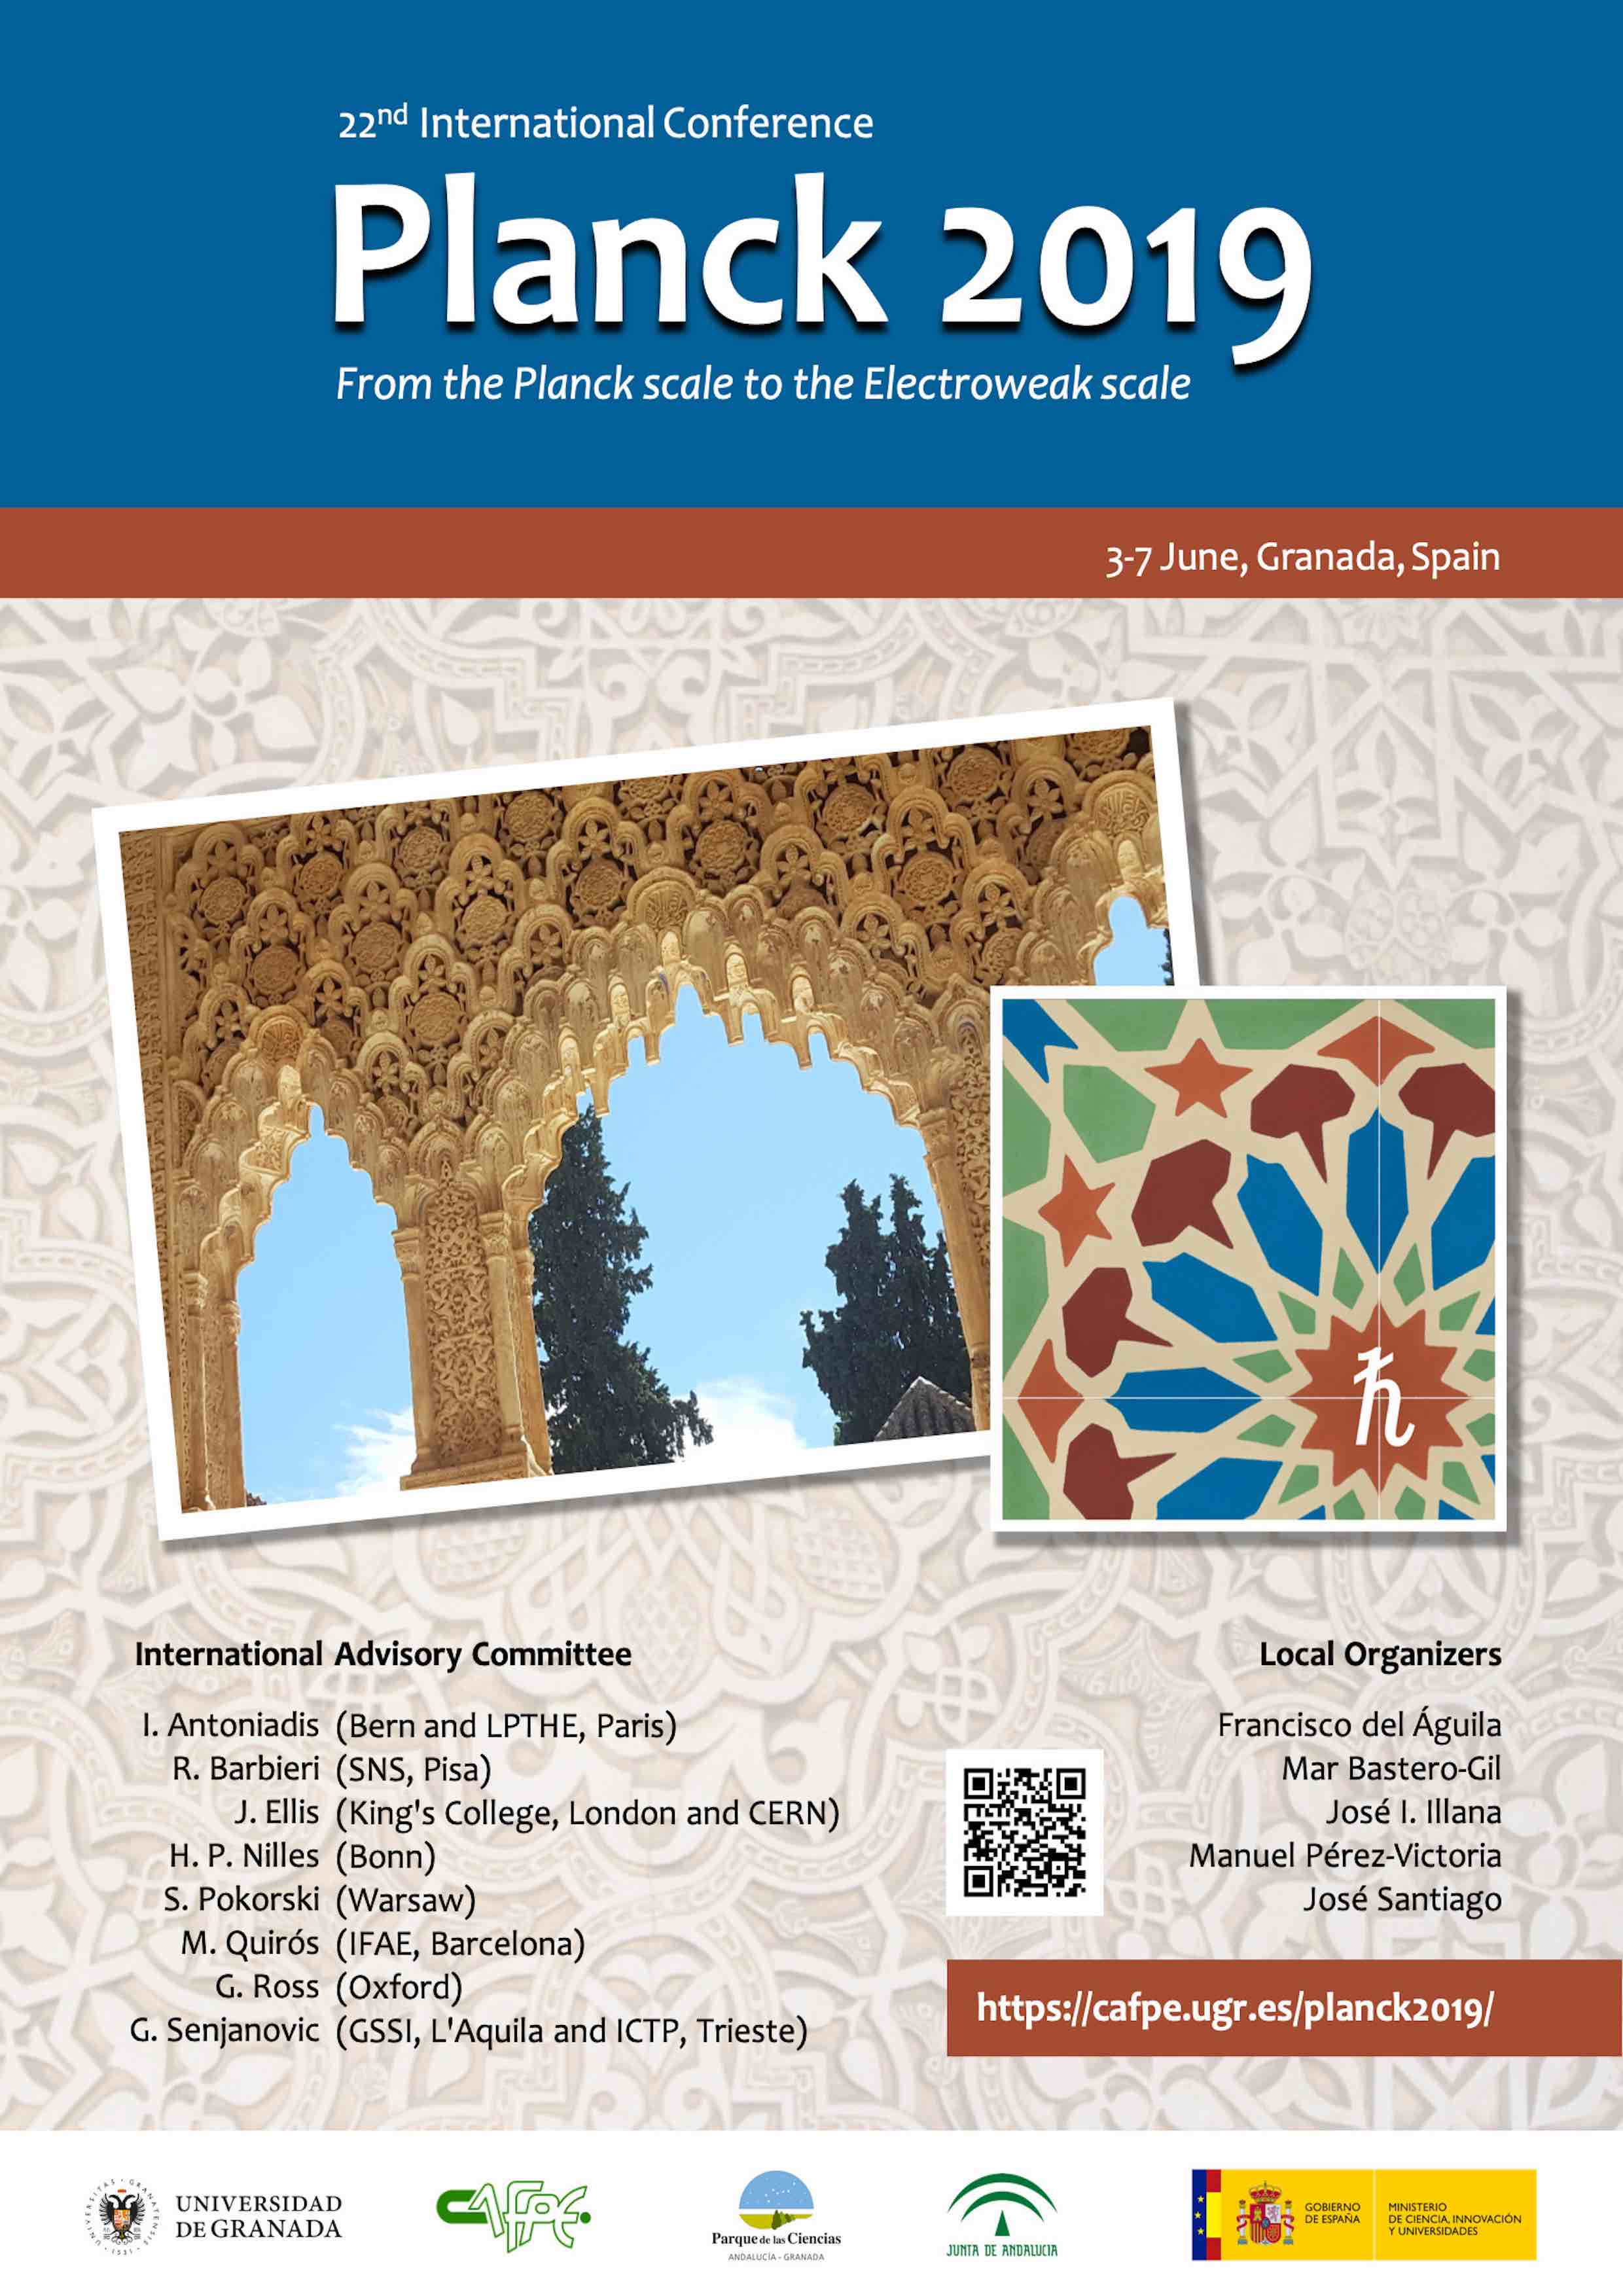 22nd International Conference
Planck 2019
From the Planck scale to the Electroweak scale
3-7 June, Granada, Spain
ħ
International Advisory Committee
I. Antoniadis (Bern and LPTHE, Paris)
R. Barbieri (SNS, Pisa)
J. Ellis (King's College, London and CERN)
H. P. Nilles (Bonn)
S. Pokorski (Warsaw)
M. Quirós (IFAE, Barcelona)
G. Ross (Oxford)
G. Senjanovic (GSSI, L'Aquila and ICTP, Trieste)
Local Organizers
Francisco del Águila
Mar Bastero-Gil
José I. Illana
Manuel Pérez-Victoria
José Santiago
https://cafpe.ugr.es/planck2019/
UNIVERSITAS · GRANATENSIS · 1531 ·
UNIVERSIDAD
DE GRANADA
CAFPE
Parque de las Ciencias
ANDALUCÍA - GRANADA
JUNTA DE ANDALUCIA
GOBIERNO
DE ESPAÑA
MINISTERIO
DE CIENCIA, INNOVACIÓN
Y UNIVERSIDADES